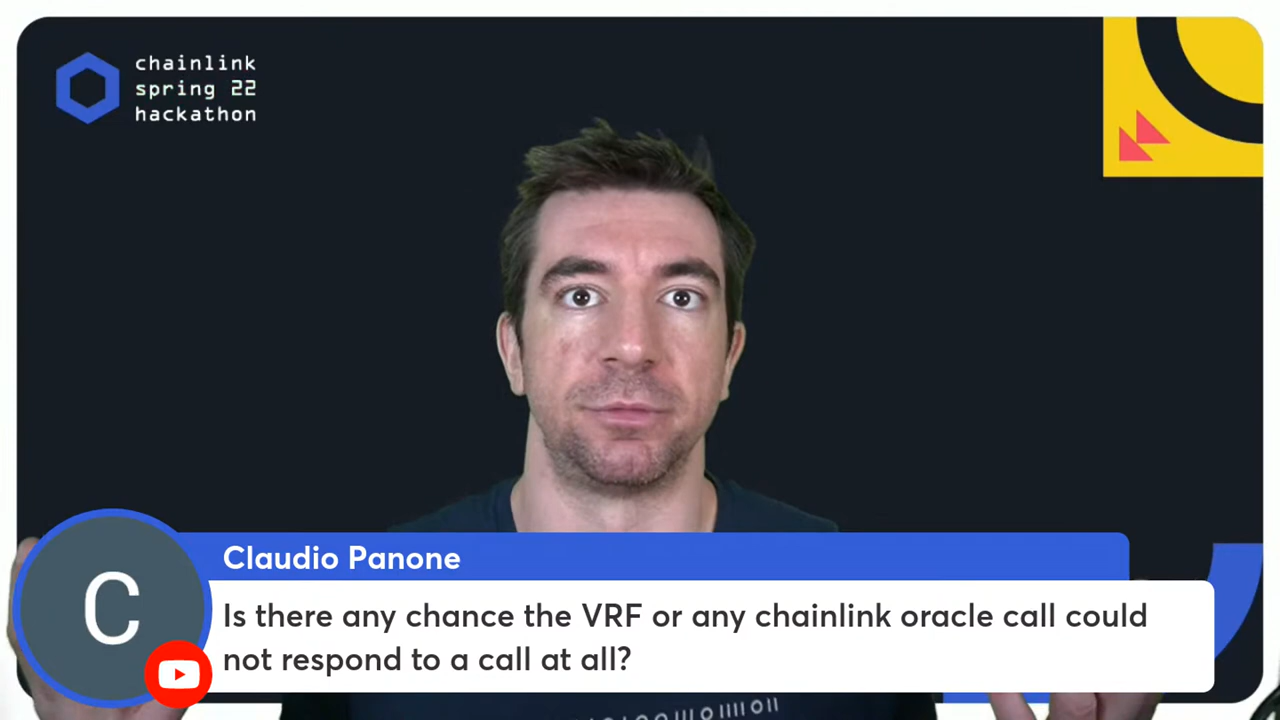 chainlink
spring 22
hackathon
C
Claudio Panone
Is there any chance the VRF or any chainlink oracle call could
not respond to a call at all?